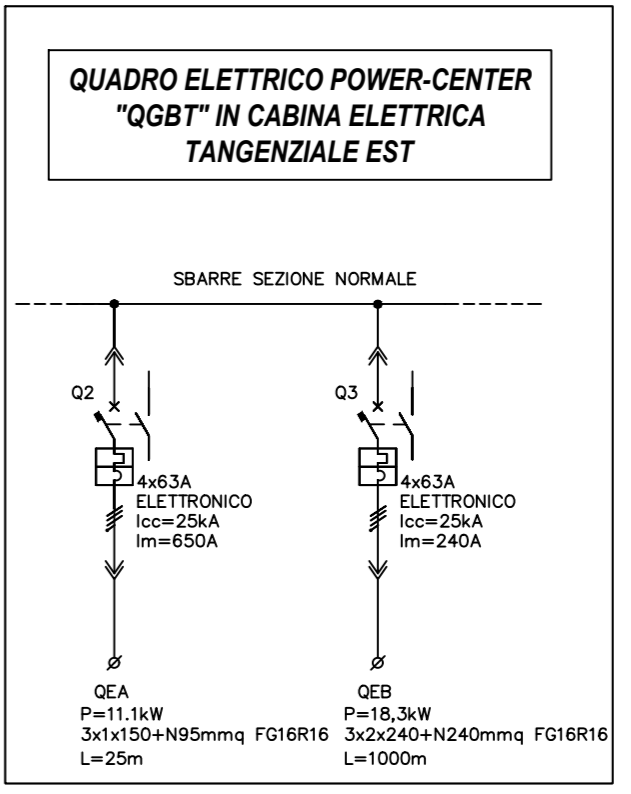 QUADRO ELETTRICO POWER-CENTER
"QGBT" IN CABINA ELETTRICA
TANGENZIALE EST
SBARRE SEZIONE NORMALE
Q2
4x63A
ELETTRONICO
Icc=25kA
Im=650A
QEA
P=11.1kW
3x1x150+N95mmq FG16R16
L=25m
Q3
4x63A
ELETTRONICO
Icc=25kA
Im=240A
QEB
P=18,3kW
3x2x240+N240mmq FG16R16
L=1000m